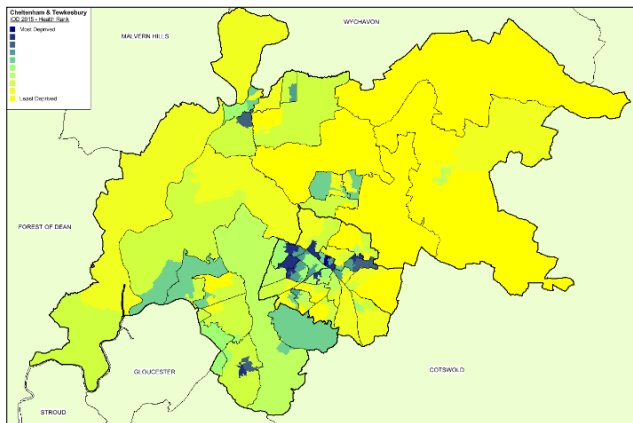 Cheltenham & Tewkesbury
IOD 2015 - Health Rank
Most Deprived
Least Deprived
MALVERN HILLS
WYCHAVON
FOREST OF DEAN
GLOUCESTER
COTSWOLD
STROUD